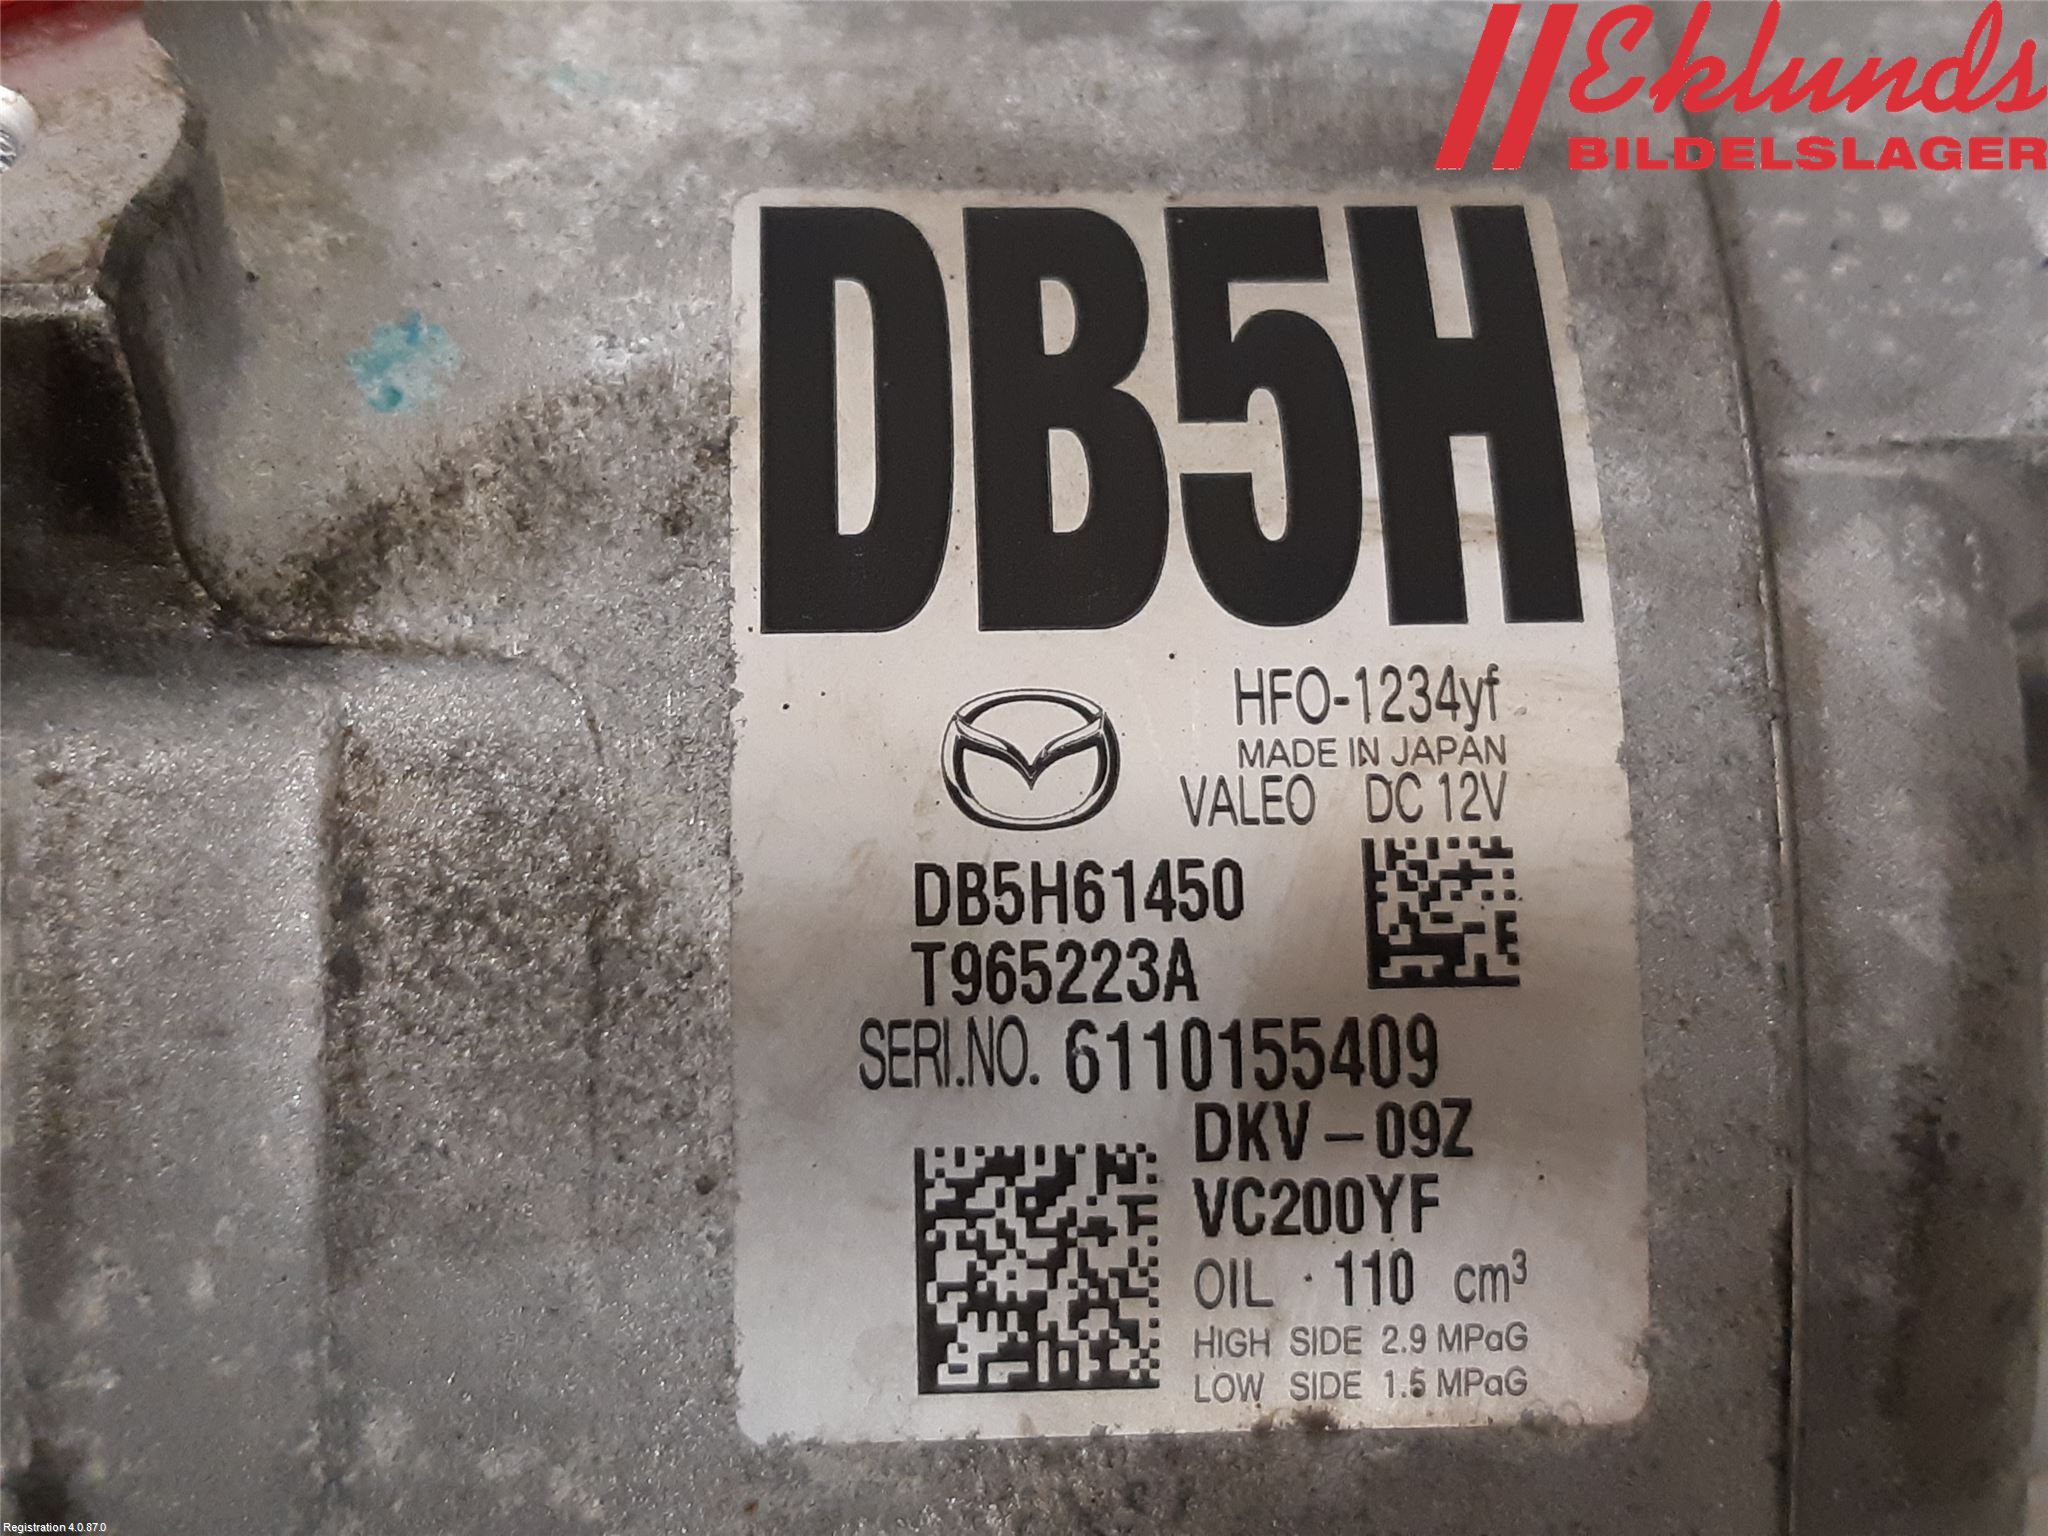 Eklunds
BILDELSLAGER
DB5H
HFO-1234yf
MADE IN JAPAN
VALEO DC 12V
DB5H61450
T965223A
SERI.NO. 6110155409
DKV-09Z
VC200YF
OIL 110 cm³
HIGH SIDE 2.9 MPaG
LOW SIDE 1.5 MPaG
Registration 4.0.87.0